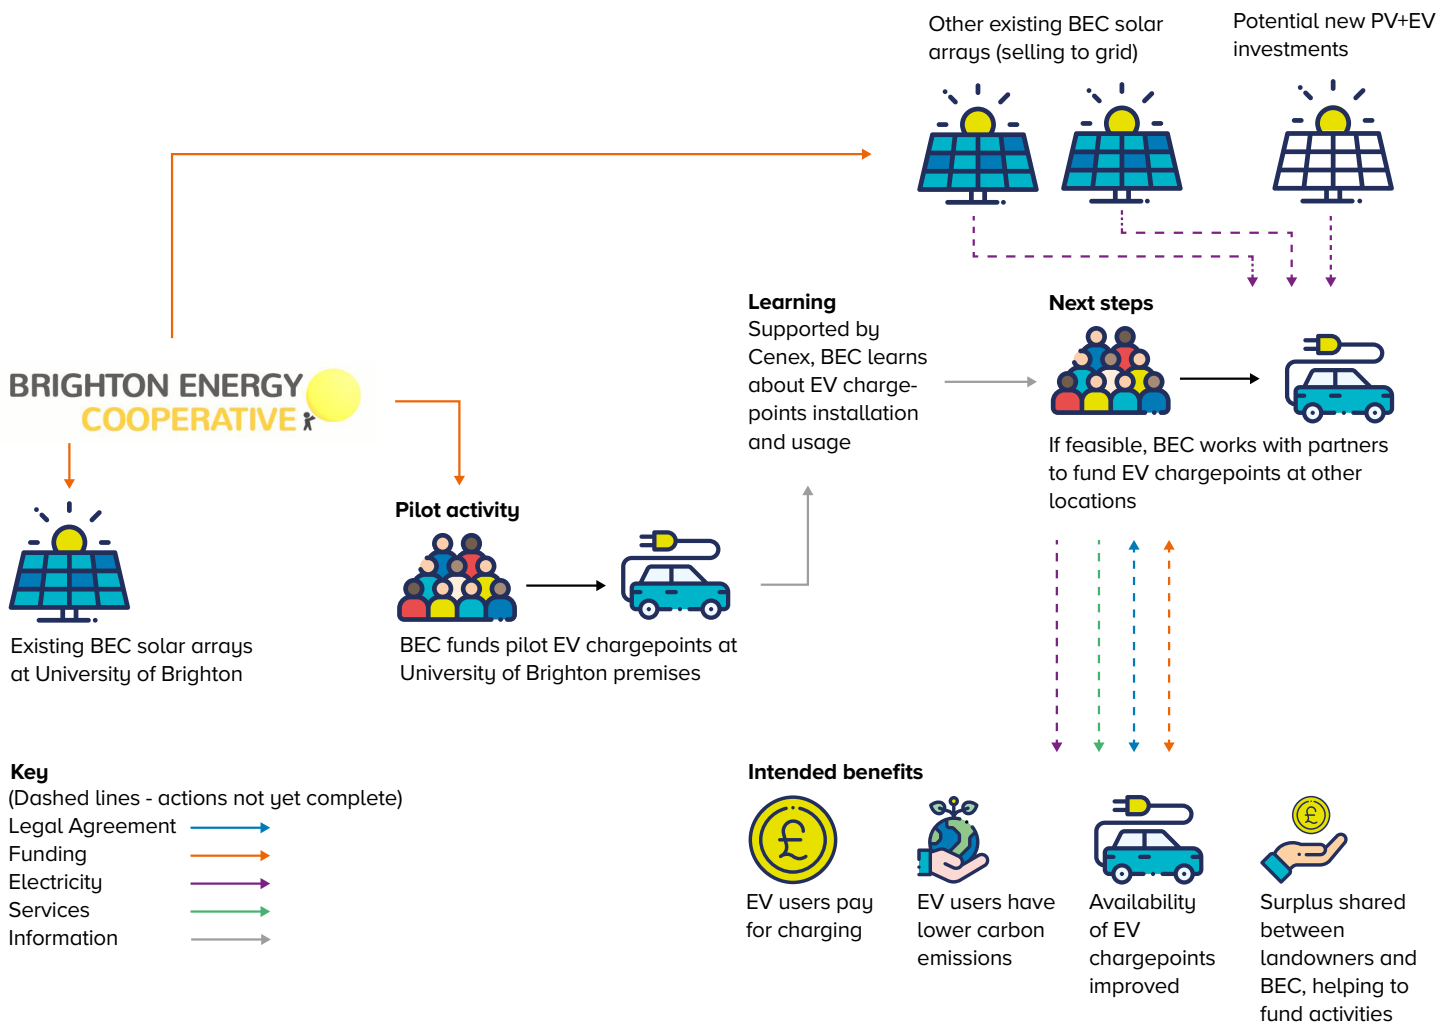 Other existing BEC solar
arrays (selling to grid)
Potential new PV+EV
investments
BRIGHTON ENERGY
COOPERATIVE
Learning
Supported by
Cenex, BEC learns
about EV charge-
points installation
and usage
Next steps
If feasible, BEC works with partners
to fund EV chargepoints at other
locations
Pilot activity
BEC funds pilot EV chargepoints at
University of Brighton premises
Existing BEC solar arrays
at University of Brighton
Key
(Dashed lines - actions not yet complete)
Legal Agreement
Funding
Electricity
Services
Information
Intended benefits
£
£
EV users pay
for charging
EV users have
lower carbon
emissions
Availability
of EV
chargepoints
improved
Surplus shared
between
landowners and
BEC, helping to
fund activities